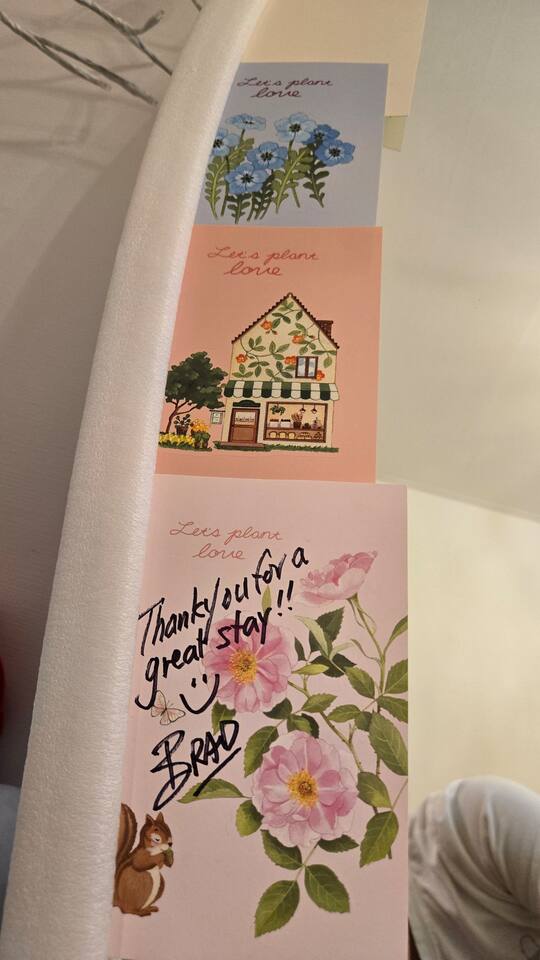 Let's plant
love
Let's plant
love
Let's plant
love
Thank you for a
great stay!!
BRAD